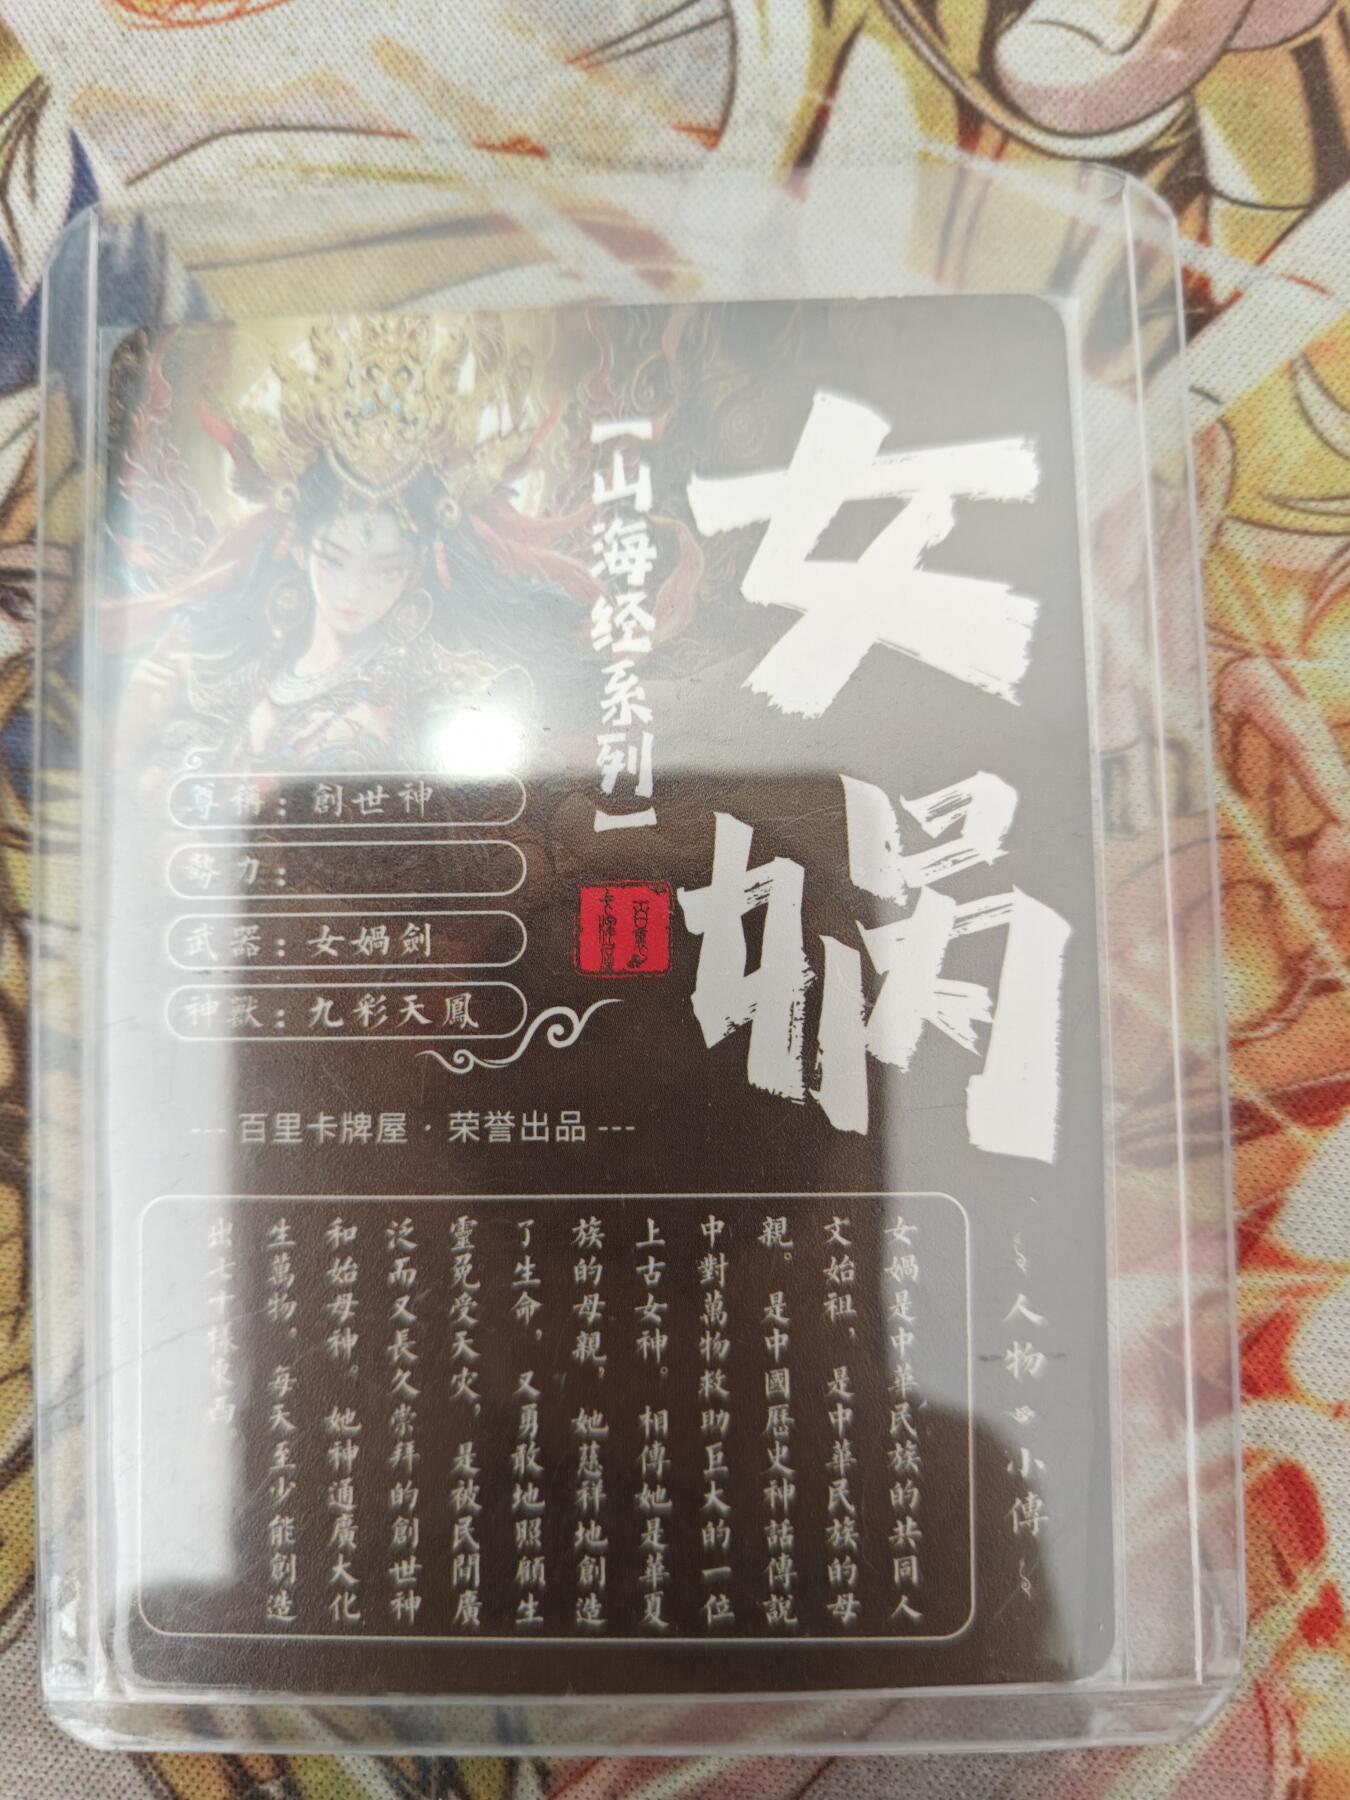 女媧
【山海经系列】
百里
卡牌屋
尊稱：創世神
勢力：
武器：女媧劍
神獸：九彩天鳳
--- 百里卡牌屋 · 荣誉出品 ---
人物小傳
女媧是中華民族的共同人
文始祖，是中華民族的母
親。是中國歷史神話傳說
中對萬物救助巨大的一位
上古女神。相傳她是華夏
族的母親，她慈祥地創造
了生命，又勇敢地照顧生
靈免受天灾，是被民間廣
泛而又長久崇拜的創世神
和始母神。她神通廣大化
生萬物，每天至少能創造
出七十樣東西。